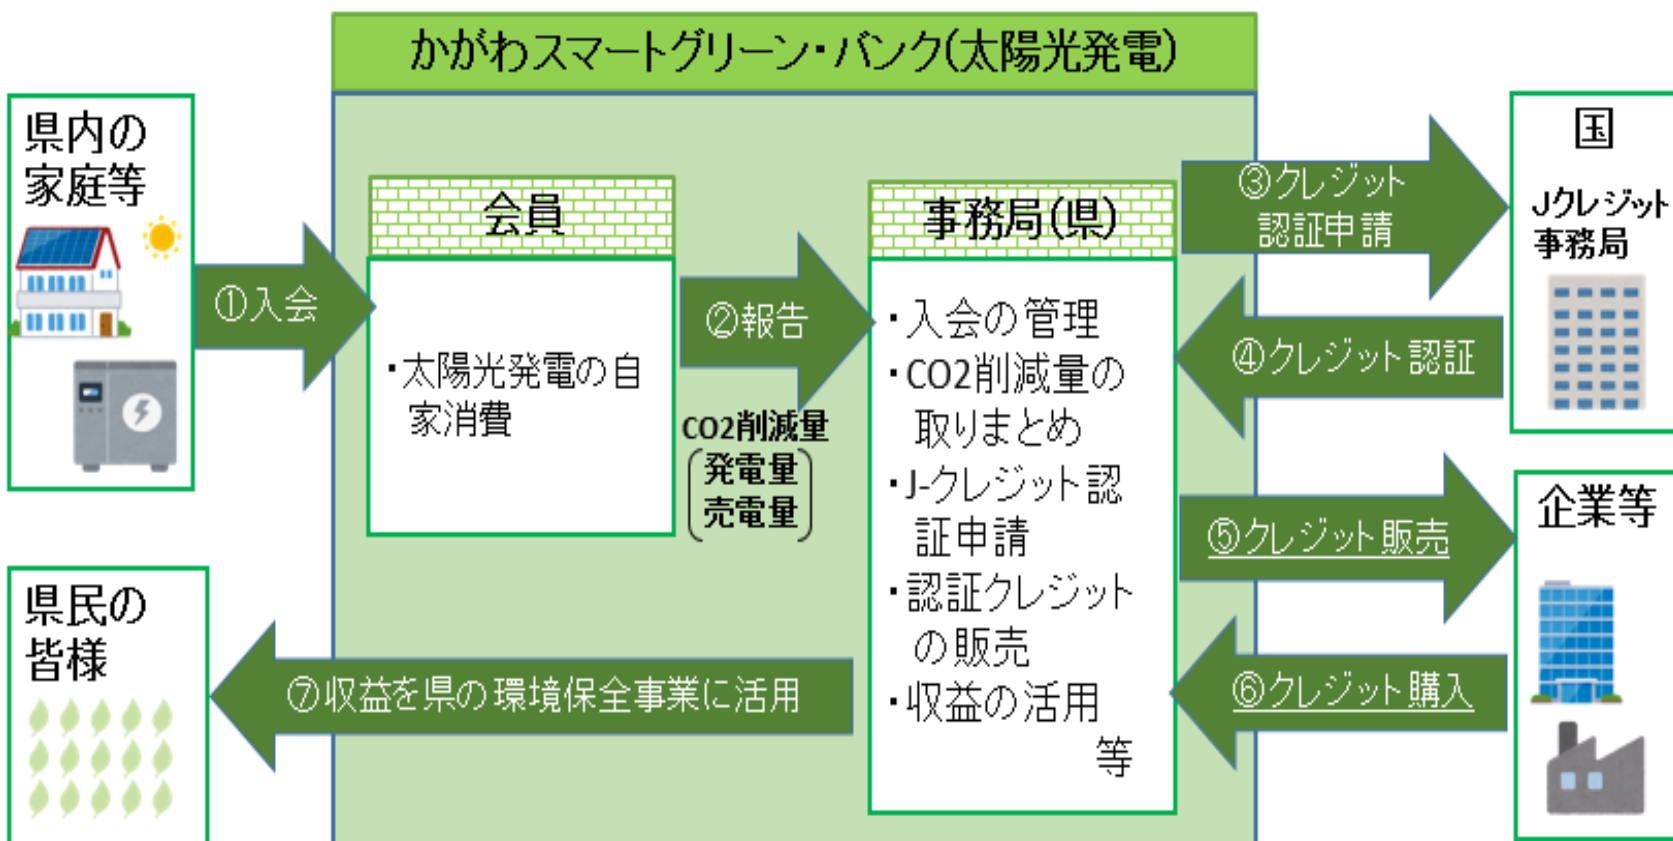 かがわスマートグリーン・バンク(太陽光発電)
県内の
家庭等
①入会
会員
・太陽光発電の自
家消費
②報告
CO2削減量
発電量
売電量
事務局(県)
・入会の管理
・CO2削減量の
取りまとめ
・J-クレジット認
証申請
・認証クレジット
の販売
・収益の活用
等
③クレジット
認証申請
④クレジット認証
国
Jクレジット
事務局
⑤クレジット販売
⑥クレジット購入
企業等
⑦収益を県の環境保全事業に活用
県民の
皆様